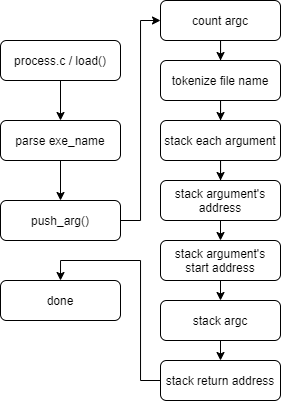 process.c / load()
parse exe_name
push_arg()
count argc
tokenize file name
stack each argument
stack argument's
address
stack argument's
start address
stack argc
stack return address
done